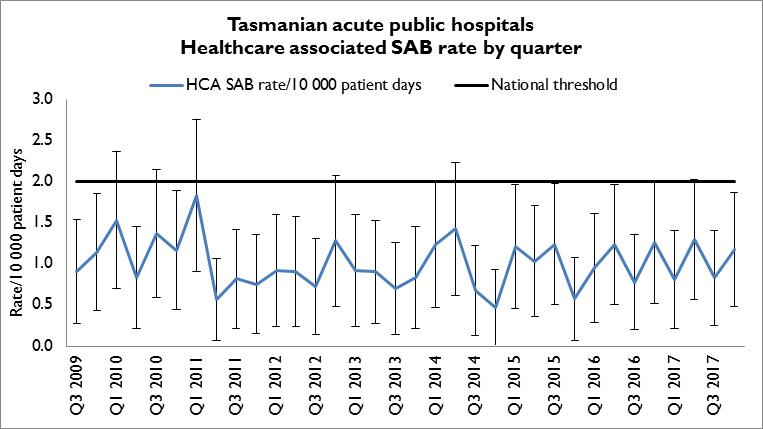 Tasmanian acute public hospitals
Healthcare associated SAB rate by quarter
HCA SAB rate/10 000 patient days
National threshold
Rate/10 000 patient days
3.0
2.5
2.0
1.5
1.0
0.5
0.0
Q3 2009
Q1 2010
Q3 2010
Q1 2011
Q3 2011
Q1 2012
Q3 2012
Q1 2013
Q3 2013
Q1 2014
Q3 2014
Q1 2015
Q3 2015
Q1 2016
Q3 2016
Q1 2017
Q3 2017